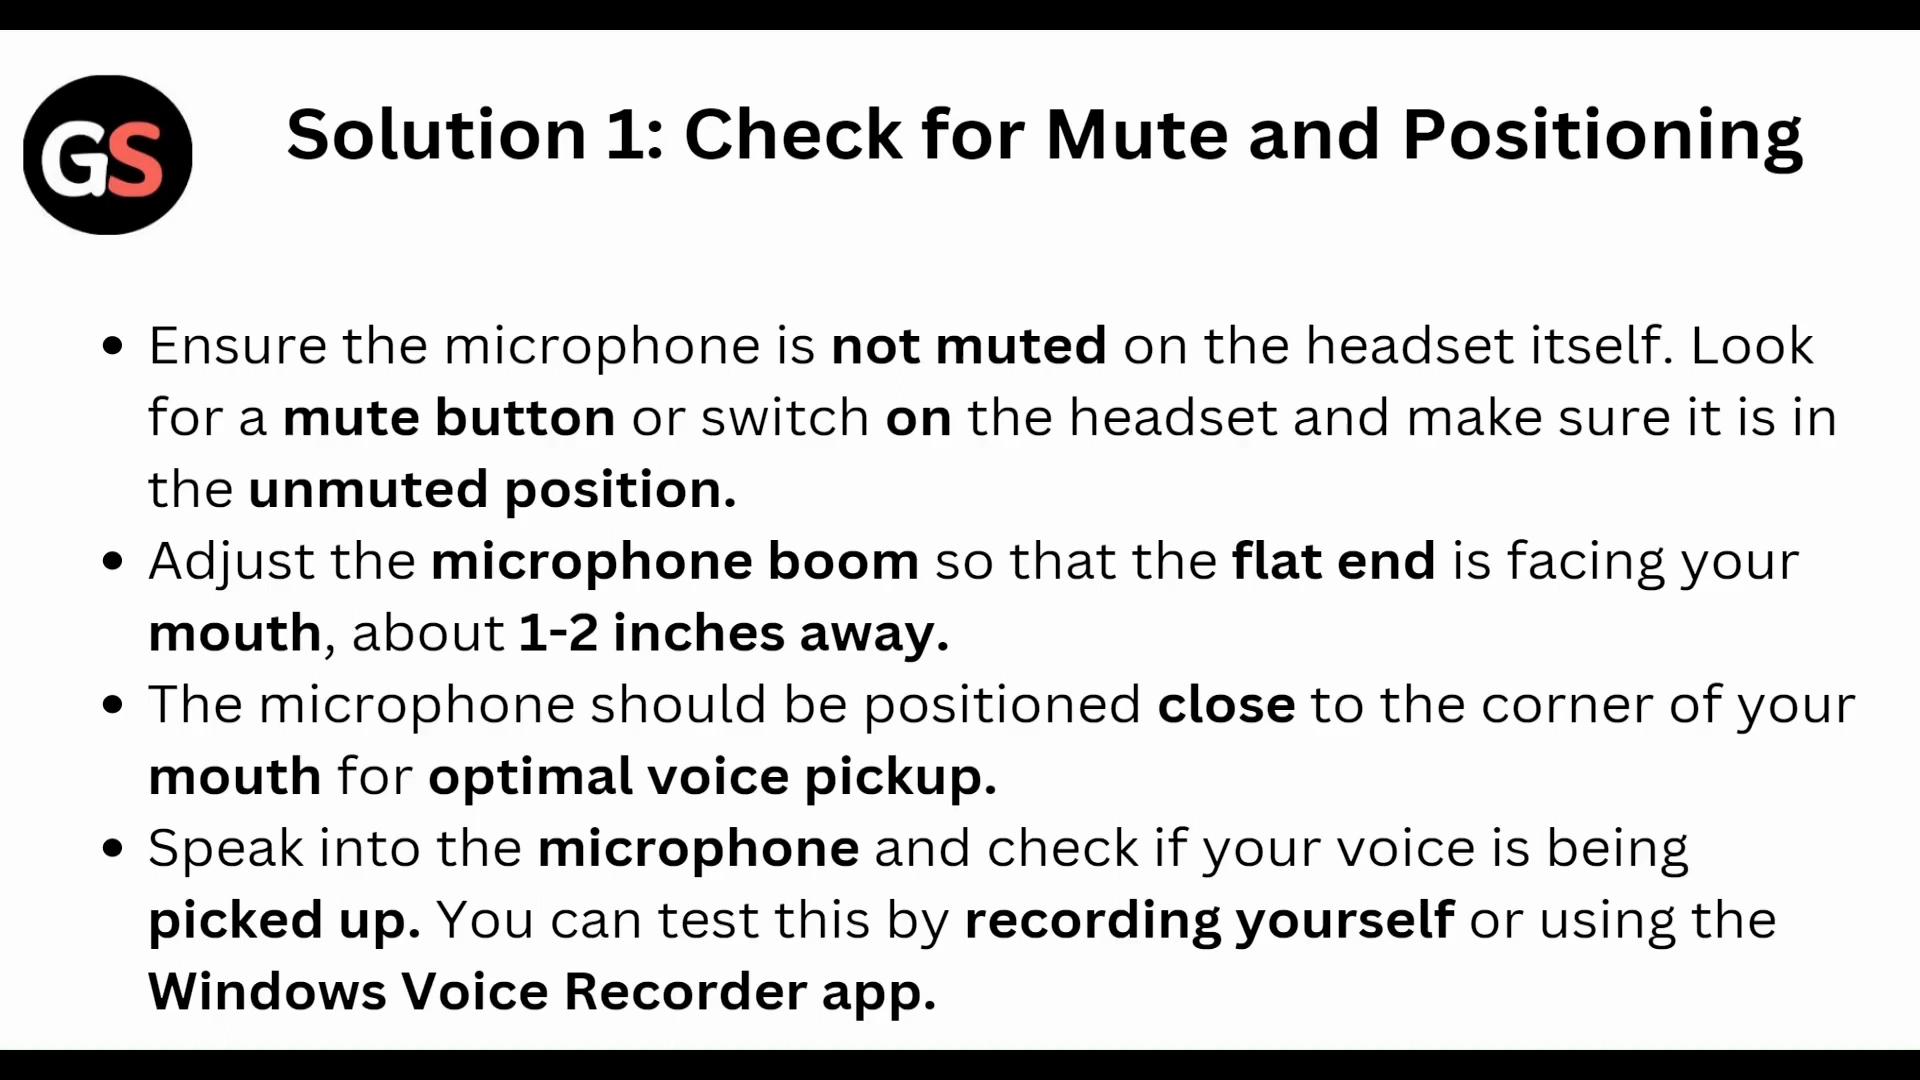 GS
Solution 1: Check for Mute and Positioning
• Ensure the microphone is not muted on the headset itself. Look
for a mute button or switch on the headset and make sure it is in
the unmuted position.
• Adjust the microphone boom so that the flat end is facing your
mouth, about 1-2 inches away.
• The microphone should be positioned close to the corner of your
mouth for optimal voice pickup.
• Speak into the microphone and check if your voice is being
picked up. You can test this by recording yourself or using the
Windows Voice Recorder app.